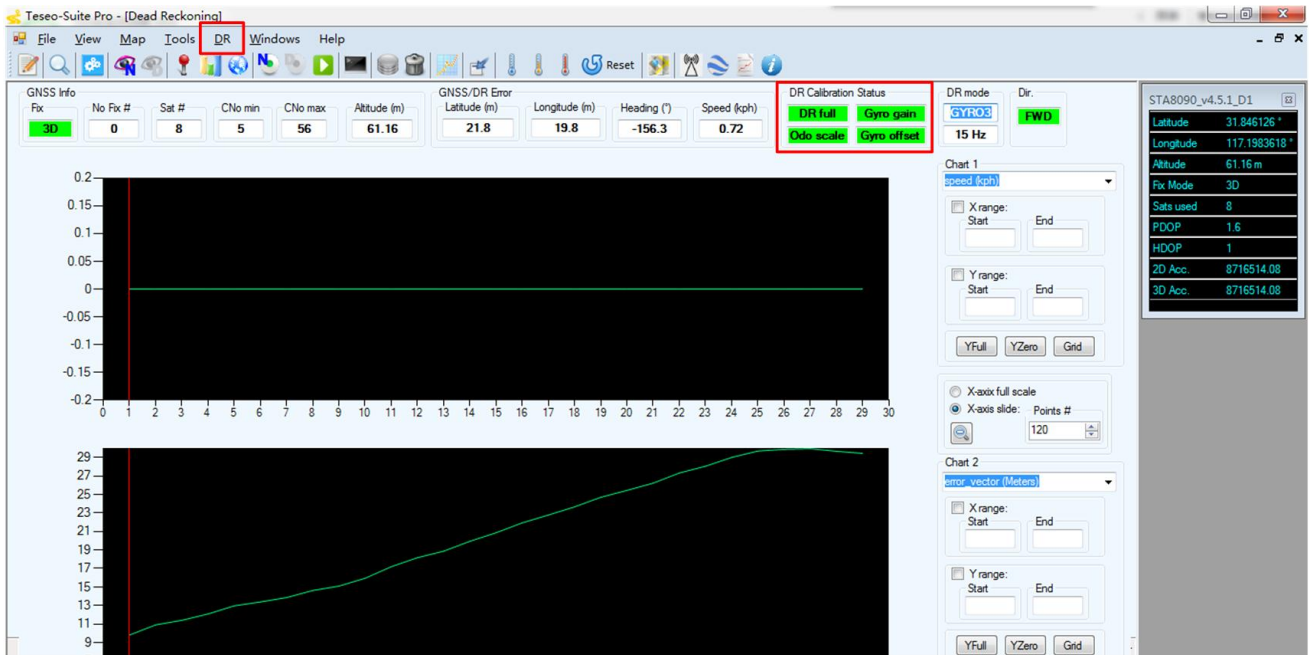 Teseo-Suite Pro - [Dead Reckoning]
File View Map Tools DR Windows Help
Reset
GNSS Info
Fix No Fix # Sat # CNo min CNo max Altitude (m)
3D 0 8 5 56 61.16
GNSS/DR Error
Latitude (m) Longitude (m) Heading (°) Speed (kph)
21.8 19.8 -156.3 0.72
DR Calibration Status
DR full Gyro gain
Odo scale Gyro offset
DR mode
GYRO3
15 Hz
Dir.
FWD
0.2
0.15
0.1
0.05
0
-0.05
-0.1
-0.15
-0.2
0 1 2 3 4 5 6 7 8 9 10 11 12 13 14 15 16 17 18 19 20 21 22 23 24 25 26 27 28 29 30
29
27
25
23
21
19
17
15
13
11
9
Chart 1
speed (kph)
X range:
Start End
Y range:
Start End
YFull YZero Grid
X-axix full scale
X-axis slide: Points #
120
Chart 2
error_vector (Meters)
X range:
Start End
Y range:
Start End
YFull YZero Grid
STA8090_v4.5.1_D1
Latitude 31.846126 °
Longitude 117.1983618 °
Altitude 61.16 m
Fix Mode 3D
Sats used 8
PDOP 1.6
HDOP 1
2D Acc. 8716514.08
3D Acc. 8716514.08